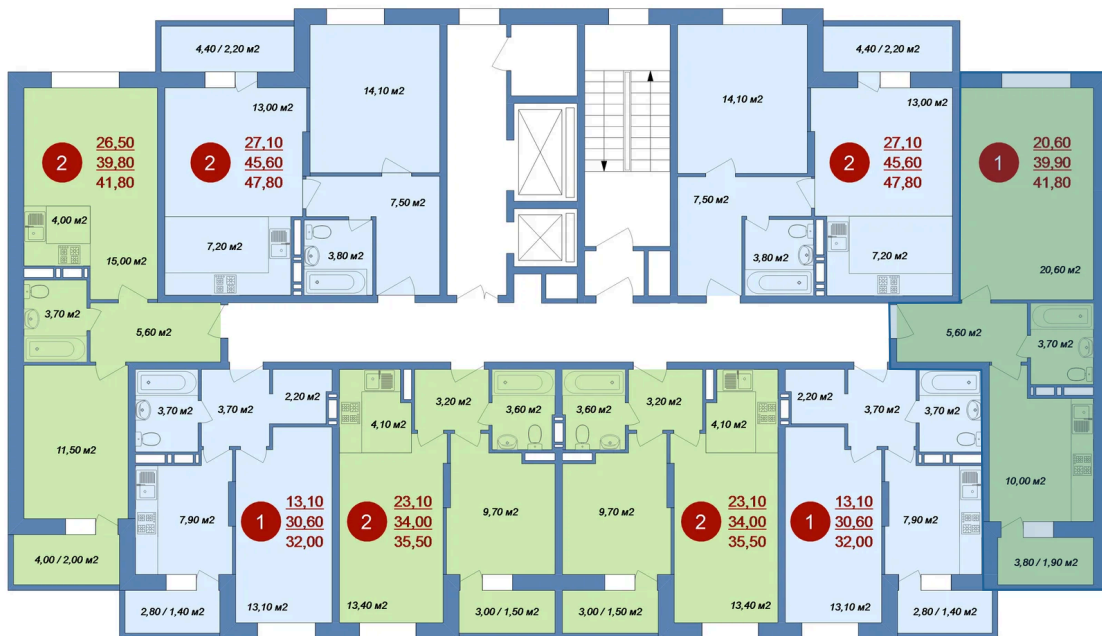 4,40 / 2,20 м2
14,10 м2
13,00 м2
2
27,10
45,60
47,80
7,20 м2
7,50 м2
3,80 м2
2
26,50
39,80
41,80
4,00 м2
15,00 м2
3,70 м2
5,60 м2
11,50 м2
4,00 / 2,00 м2
4,40 / 2,20 м2
14,10 м2
13,00 м2
2
27,10
45,60
47,80
7,50 м2
3,80 м2
7,20 м2
1
20,60
39,90
41,80
20,60 м2
5,60 м2
3,70 м2
10,00 м2
3,80 / 1,90 м2
3,70 м2
3,70 м2
2,20 м2
7,90 м2
1
13,10
30,60
32,00
13,10 м2
2,80 / 1,40 м2
4,10 м2
3,20 м2
3,60 м2
2
23,10
34,00
35,50
9,70 м2
13,40 м2
3,00 / 1,50 м2
3,60 м2
3,20 м2
4,10 м2
9,70 м2
2
23,10
34,00
35,50
13,40 м2
3,00 / 1,50 м2
2,20 м2
3,70 м2
3,70 м2
1
13,10
30,60
32,00
7,90 м2
13,10 м2
2,80 / 1,40 м2